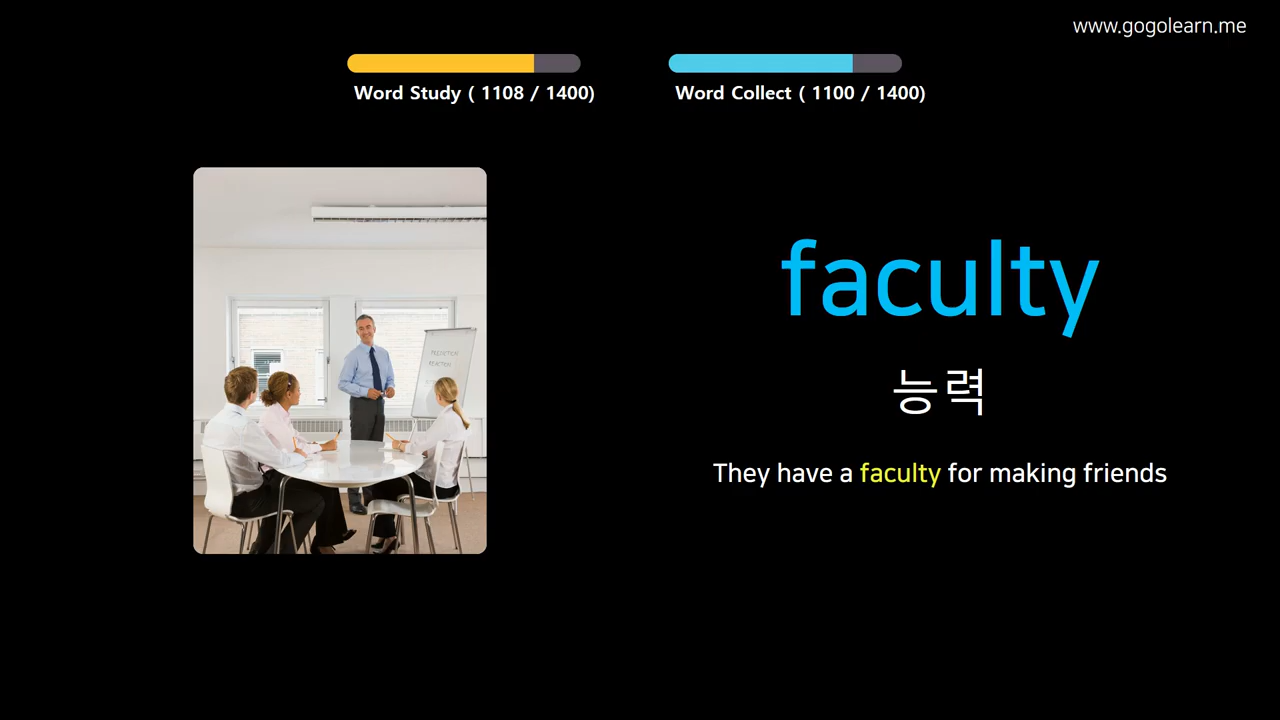 www.gogolearn.me
Word Study ( 1108 / 1400)
Word Collect ( 1100 / 1400)
faculty
능력
They have a faculty for making friends